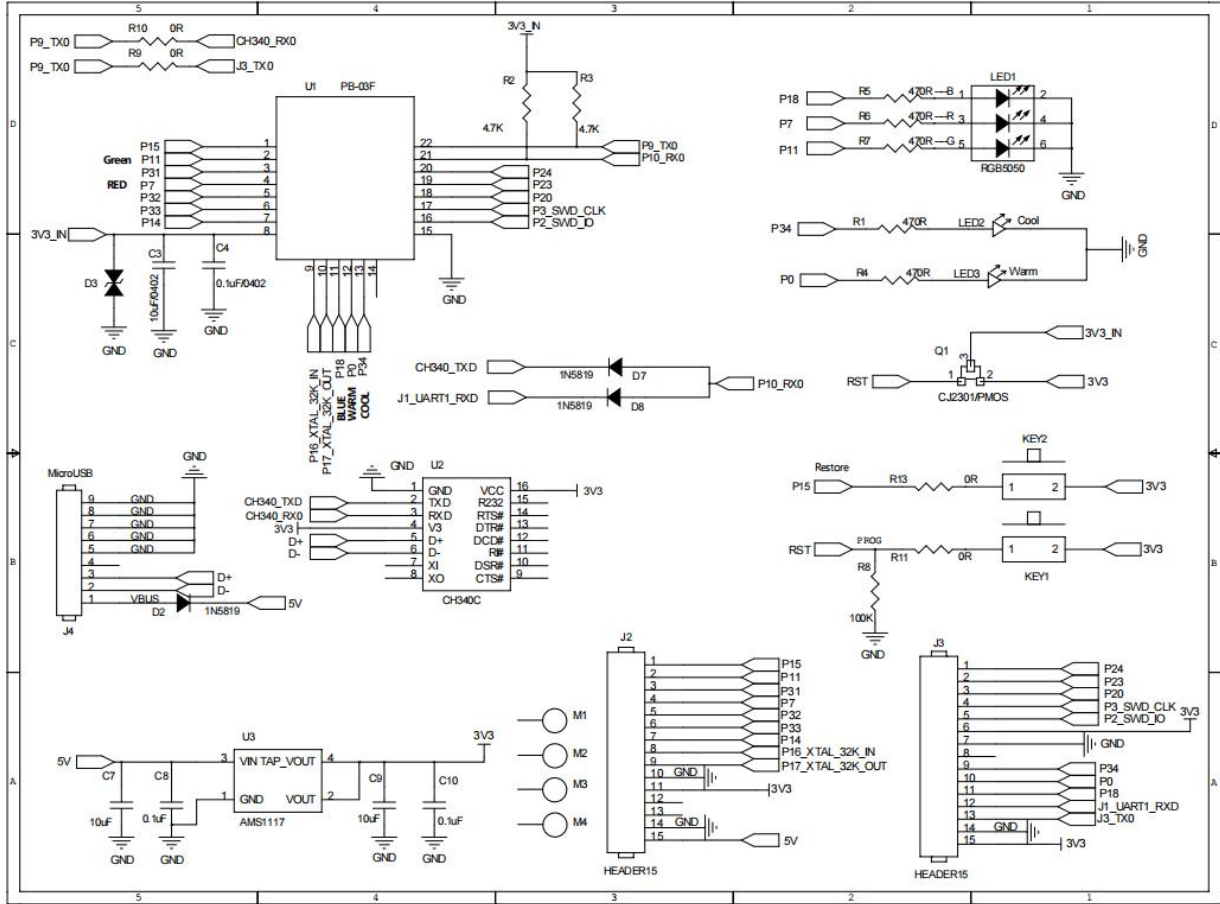 5 4 3 2 1
R10 0R
P9_TX0 CH340_RX0
R9 0R
P9_TX0 J3_TX0
U1 PB-03F
P15 1
Green P11 2
P31 3
RED P7 4
P32 5
P33 6
P14 7
3V3_IN 8
22 P9_TX0
21 P10_RX0
20 P24
19 P23
18 P20
17 P3_SWD_CLK
16 P2_SWD_IO
15
GND
3V3_IN
R2 R3
4.7K 4.7K
9 10 11 12 13 14
P16_XTAL_32K_IN
P17_XTAL_32K_OUT
BLUE P18
WARM P0
COOL P34
D3
GND
C3
10uF/0402
GND
C4
0.1uF/0402
GND
LED1
P18 R5 470R---B 1 2
P7 R6 470R---R 3 4
P11 R7 470R---G 5 6
RGB5050
GND
P34 R1 470R LED2 Cool
P0 R4 470R LED3 Warm
GND
CH340_TXD 1N5819 D7
J1_UART1_RXD 1N5819 D8
P10_RX0
3V3_IN
Q1
3
RST 1 2 3V3
CJ2301/PMOS
KEY2
Restore
P15 R13 0R 1 2 3V3
PROG
RST R11 0R 1 2 3V3
KEY1
R8
100K
GND
MicroUSB
GND
9 GND
8 GND
7 GND
6 GND
5 GND
4
3 D+
2 D-
1 VBUS D2 1N5819 5V
J4
GND U2
1 GND VCC 16 3V3
CH340_TXD 2 TXD R232 15
CH340_RX0 3 RXD RTS# 14
3V3 4 V3 DTR# 13
D+ 5 D+ DCD# 12
D- 6 D- RI# 11
7 XI DSR# 10
8 XO CTS# 9
CH340C
U3
5V 3 VIN TAP_VOUT 4 3V3
1 GND VOUT 2
AMS1117
C7
10uF
GND
C8
0.1uF
GND
C9
10uF
GND
C10
0.1uF
GND
M1
M2
M3
M4
J2
1 P15
2 P11
3 P31
4 P7
5 P32
6 P33
7 P14
8 P16_XTAL_32K_IN
9 P17_XTAL_32K_OUT
10 GND
11 3V3
12
13
14 GND
15 5V
HEADER15
J3
1 P24
2 P23
3 P20
4 P3_SWD_CLK
5 P2_SWD_IO
6 3V3
7 GND
8
9 P34
10 P0
11 P18
12 J1_UART1_RXD
13 J3_TX0
14 GND
15 3V3
HEADER15
D D
C C
B B
A A
5 4 3 2 1